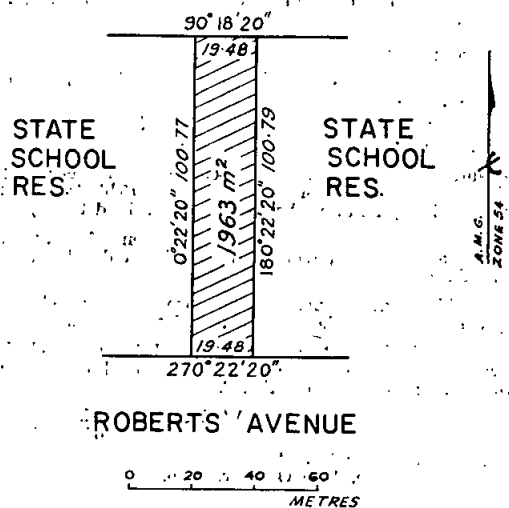 90° 18' 20"
19·48
STATE
SCHOOL
RES.
0° 22' 20" 100·77
1963 m²
180° 22' 20" 100·79
STATE
SCHOOL
RES.
A.M.G.
ZONE 54
19·48
270° 22' 20"
ROBERTS' AVENUE
0 20 40 60
METRES